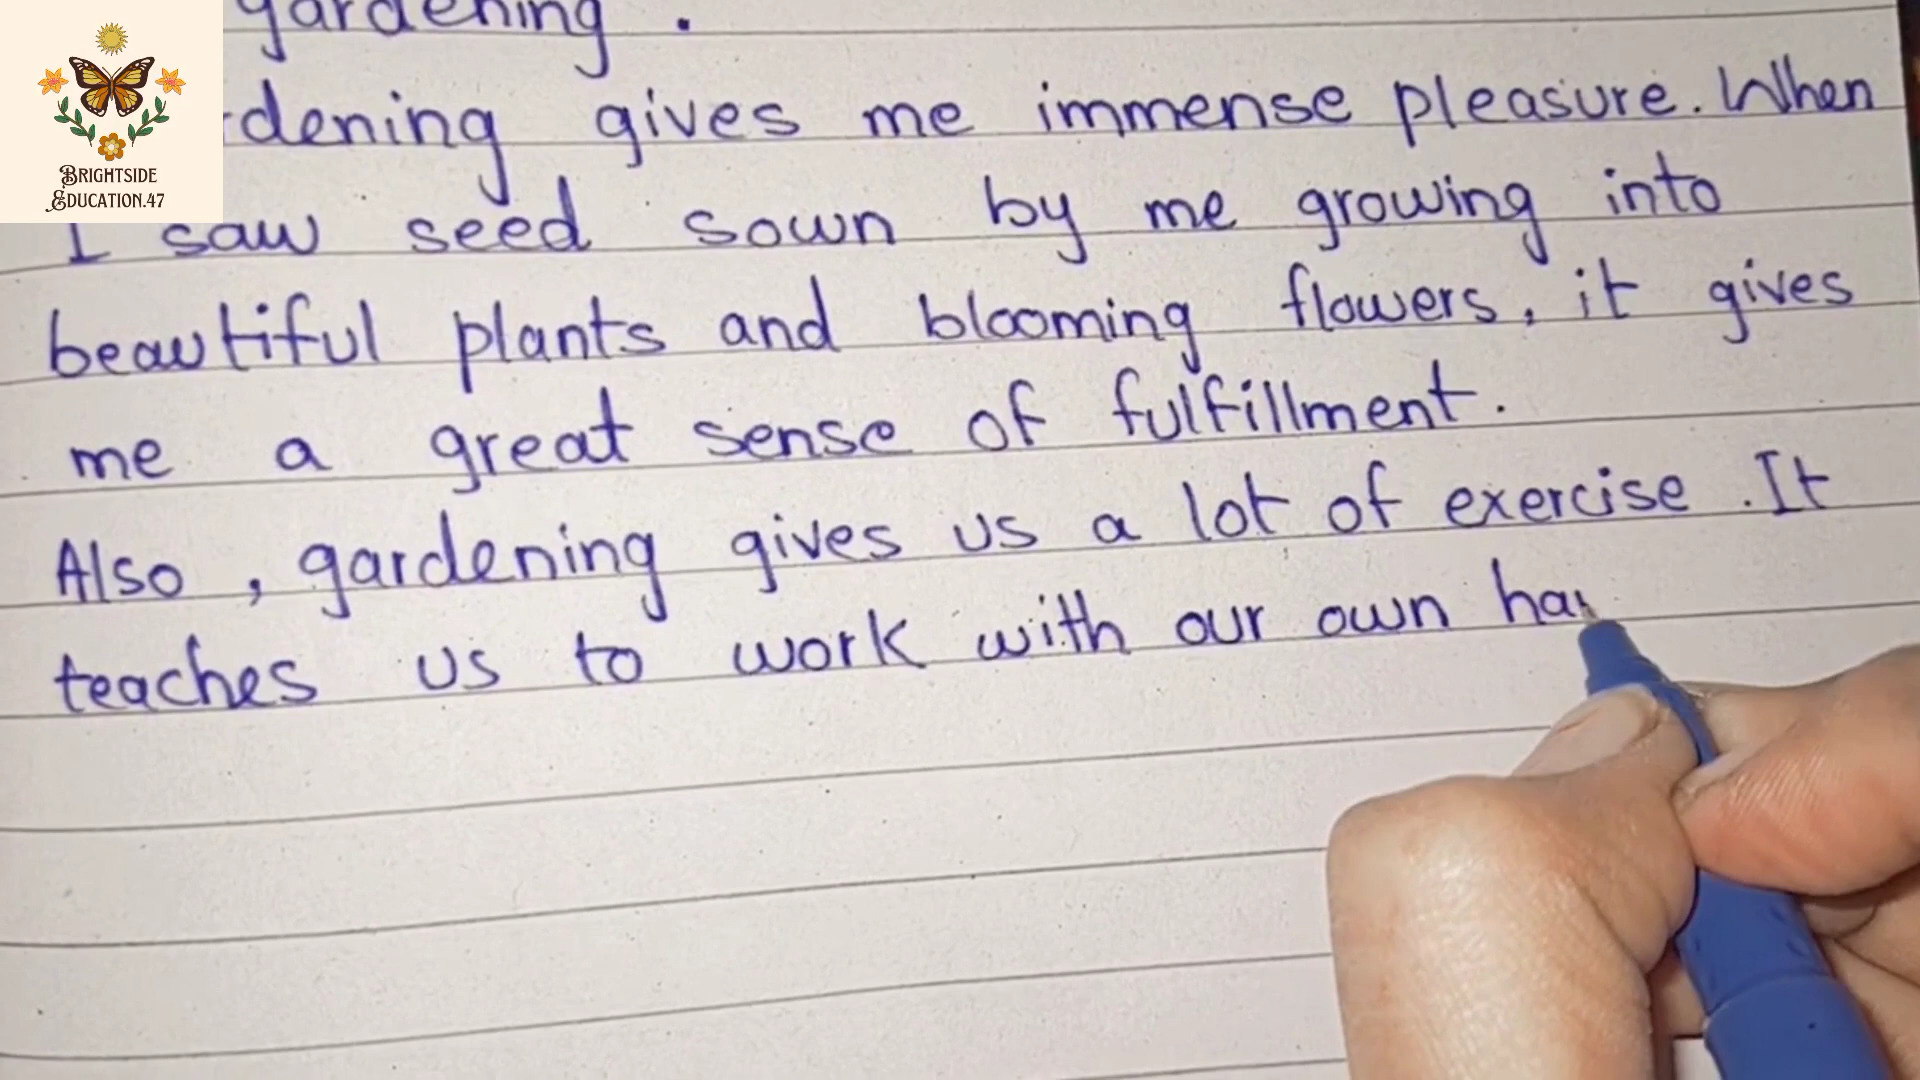 gardening .
BRIGHTSIDE
EDUCATION.47
rdening gives me immense pleasure. When
I saw seed sown by me growing into
beautiful plants and blooming flowers, it gives
me a great sense of fulfillment.
Also , gardening gives us a lot of exercise . It
teaches us to work with our own